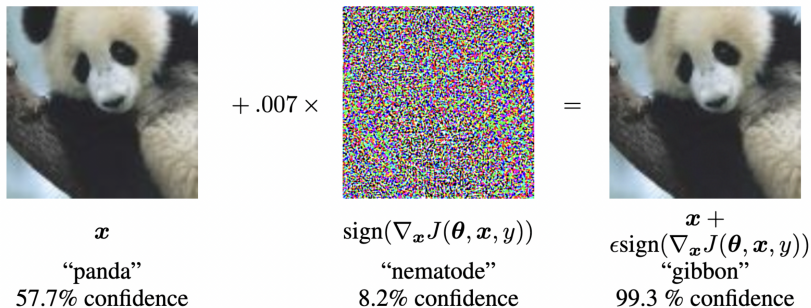 + .007 ×
=
x
sign(∇ₓJ(θ, x, y))
x +
ϵsign(∇ₓJ(θ, x, y))
“panda”
“nematode”
“gibbon”
57.7% confidence
8.2% confidence
99.3 % confidence